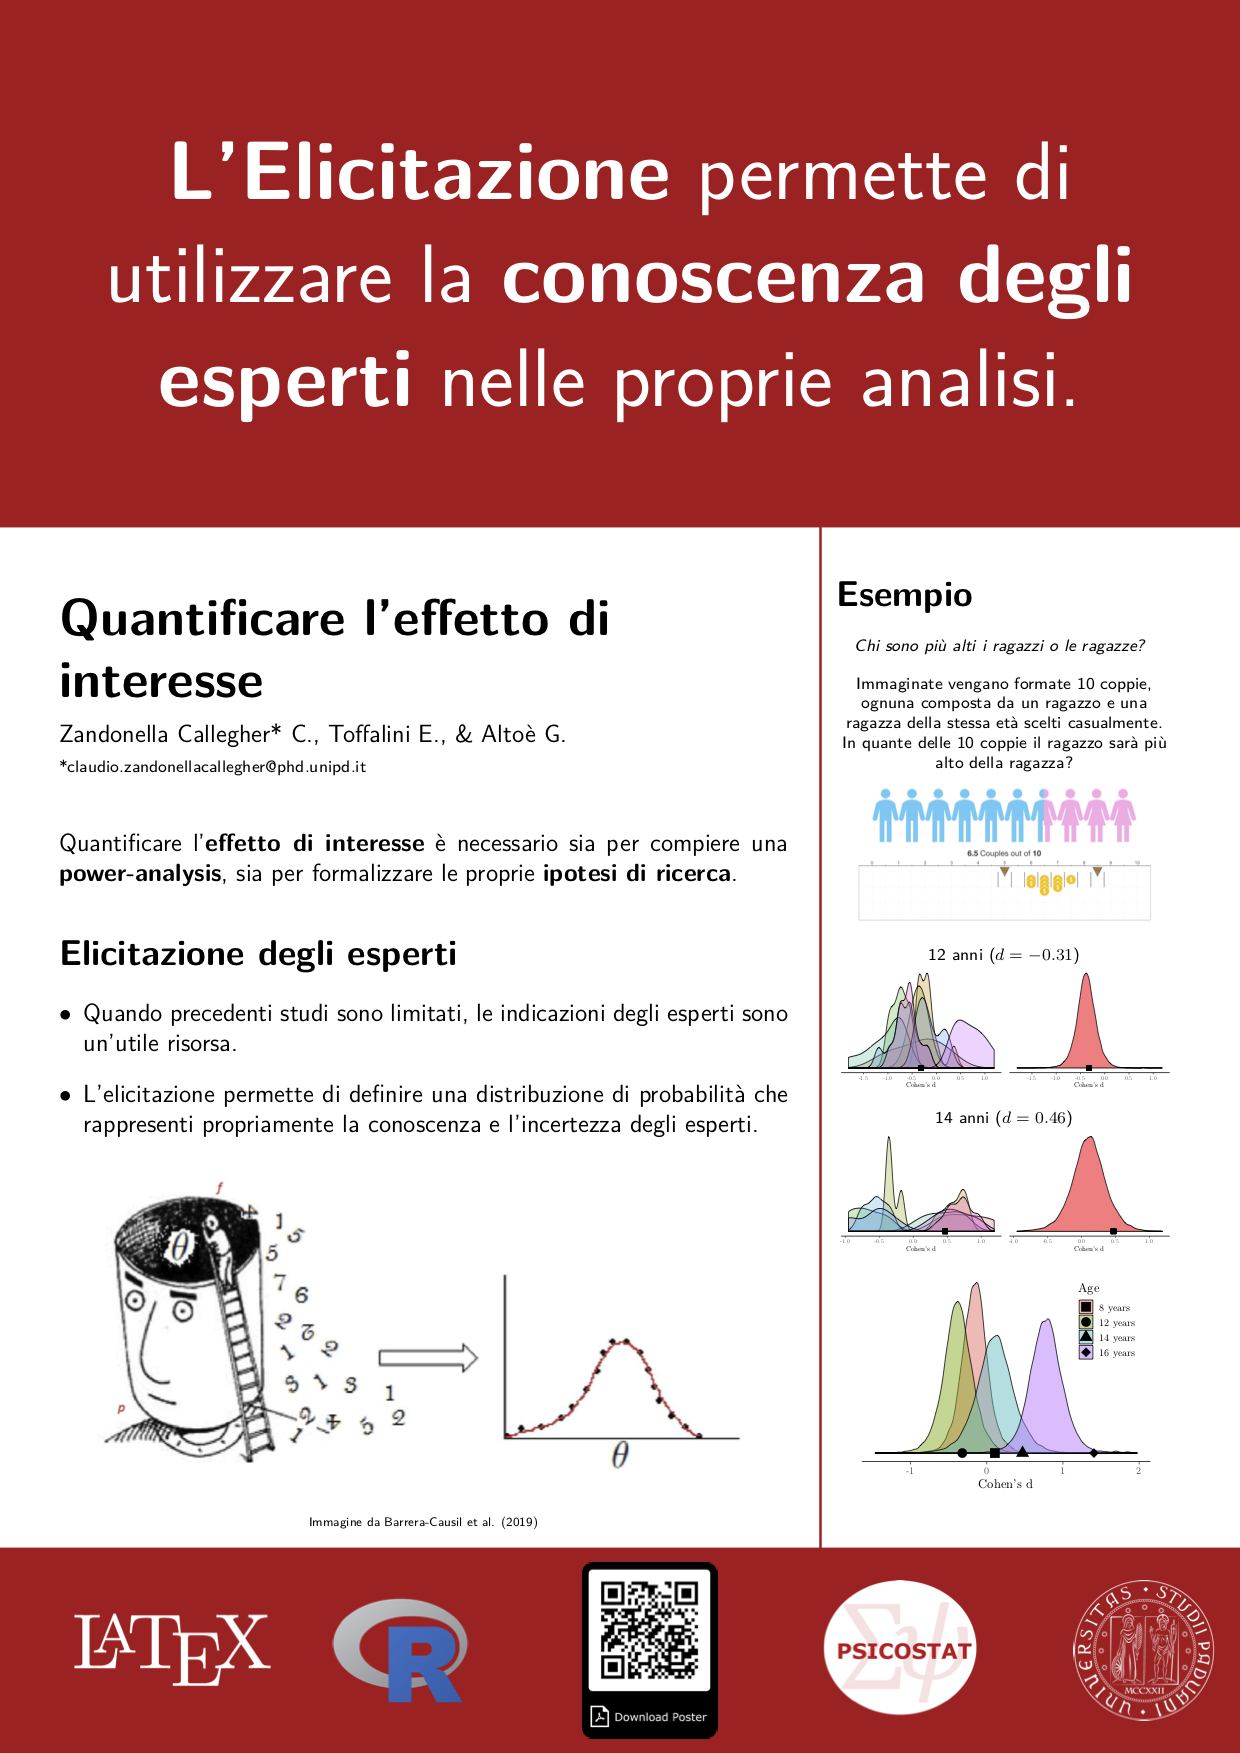 L'Elicitazione permette di
utilizzare la conoscenza degli
esperti nelle proprie analisi.
Quantificare l'effetto di
interesse
Zandonella Callegher* C., Toffalini E., & Altoè G.
*claudio.zandonellacallegher@phd.unipd.it
Quantificare l'effetto di interesse è necessario sia per compiere una
power-analysis, sia per formalizzare le proprie ipotesi di ricerca.
Elicitazione degli esperti
• Quando precedenti studi sono limitati, le indicazioni degli esperti sono
un'utile risorsa.
• L'elicitazione permette di definire una distribuzione di probabilità che
rappresenti propriamente la conoscenza e l'incertezza degli esperti.
f
θ
1
5
5
7
6
2
2
1
2
3
1
3
1
2
4
5
2
1
p
θ
Immagine da Barrera-Causil et al. (2019)
Esempio
Chi sono più alti i ragazzi o le ragazze?
Immaginate vengano formate 10 coppie,
ognuna composta da un ragazzo e una
ragazza della stessa età scelti casualmente.
In quante delle 10 coppie il ragazzo sarà più
alto della ragazza?
6.5 Couples out of 10
0 1 2 3 4 5 6 7 8 9 10
12 anni (d = −0.31)
-1.5 -1.0 -0.5 0.0 0.5 1.0
Cohen's d
-1.5 -1.0 -0.5 0.0 0.5 1.0
Cohen's d
14 anni (d = 0.46)
-1.0 -0.5 0.0 0.5 1.0
Cohen's d
-1.0 -0.5 0.0 0.5 1.0
Cohen's d
Age
8 years
12 years
14 years
16 years
-1 0 1 2
Cohen's d
LATEX
R
Download Poster
Σψ
PSICOSTAT
UNIVERSITAS • STUDII PADUANI •
MCCXXII